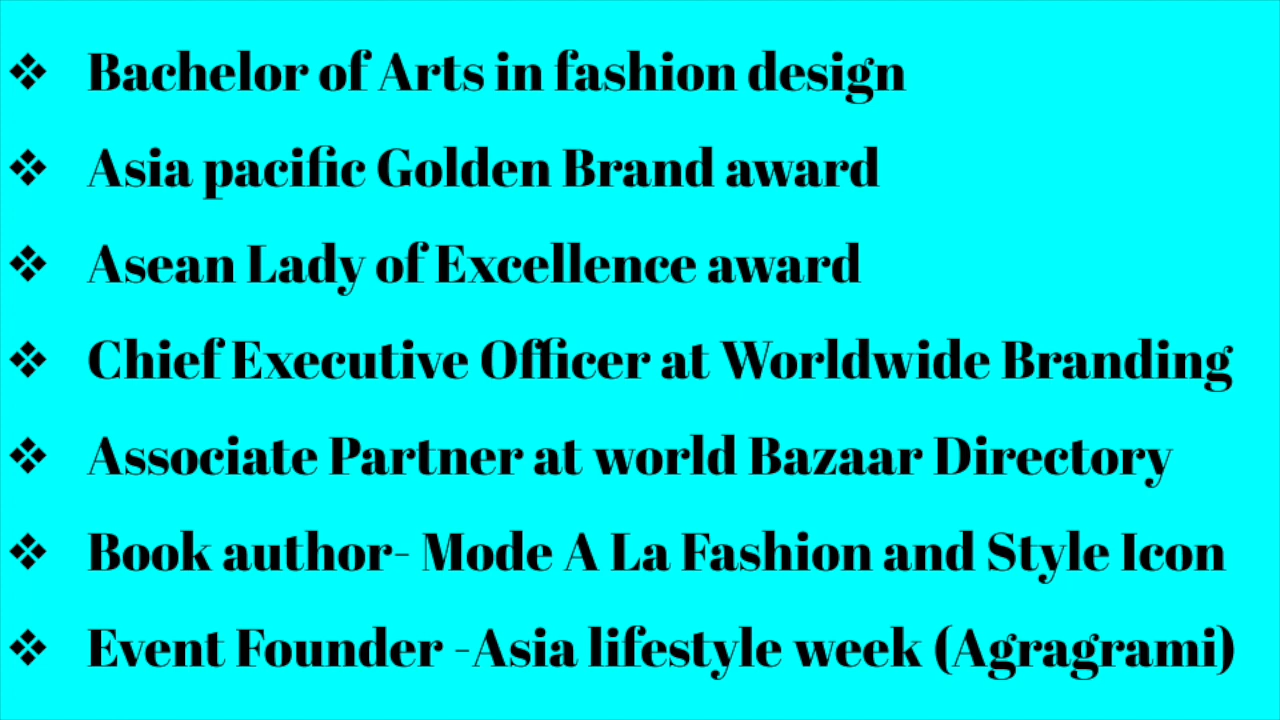 ❖ Bachelor of Arts in fashion design
❖ Asia pacific Golden Brand award
❖ Asean Lady of Excellence award
❖ Chief Executive Officer at Worldwide Branding
❖ Associate Partner at world Bazaar Directory
❖ Book author- Mode A La Fashion and Style Icon
❖ Event Founder -Asia lifestyle week (Agragrami)